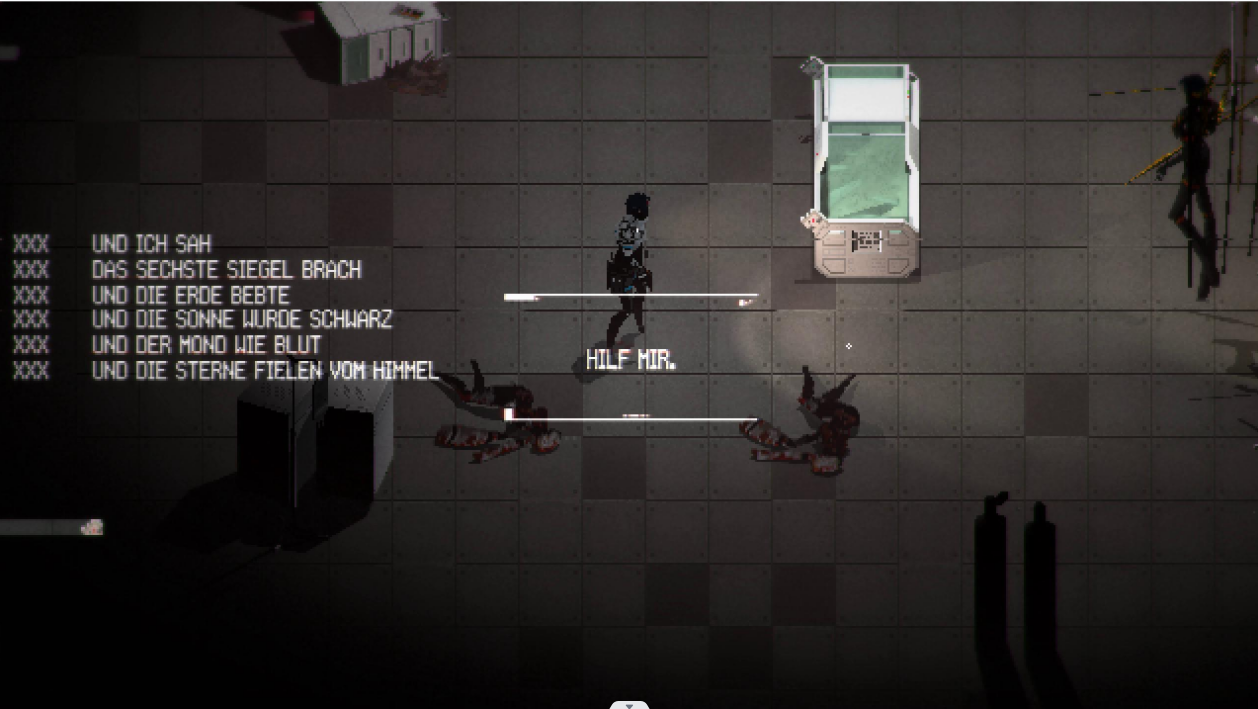 XXX UND ICH SAH
XXX DAS SECHSTE SIEGEL BRACH
XXX UND DIE ERDE BEBTE
XXX UND DIE SONNE WURDE SCHWARZ
XXX UND DER MOND WIE BLUT
XXX UND DIE STERNE FIELEN VOM HIMMEL
HILF MIR.